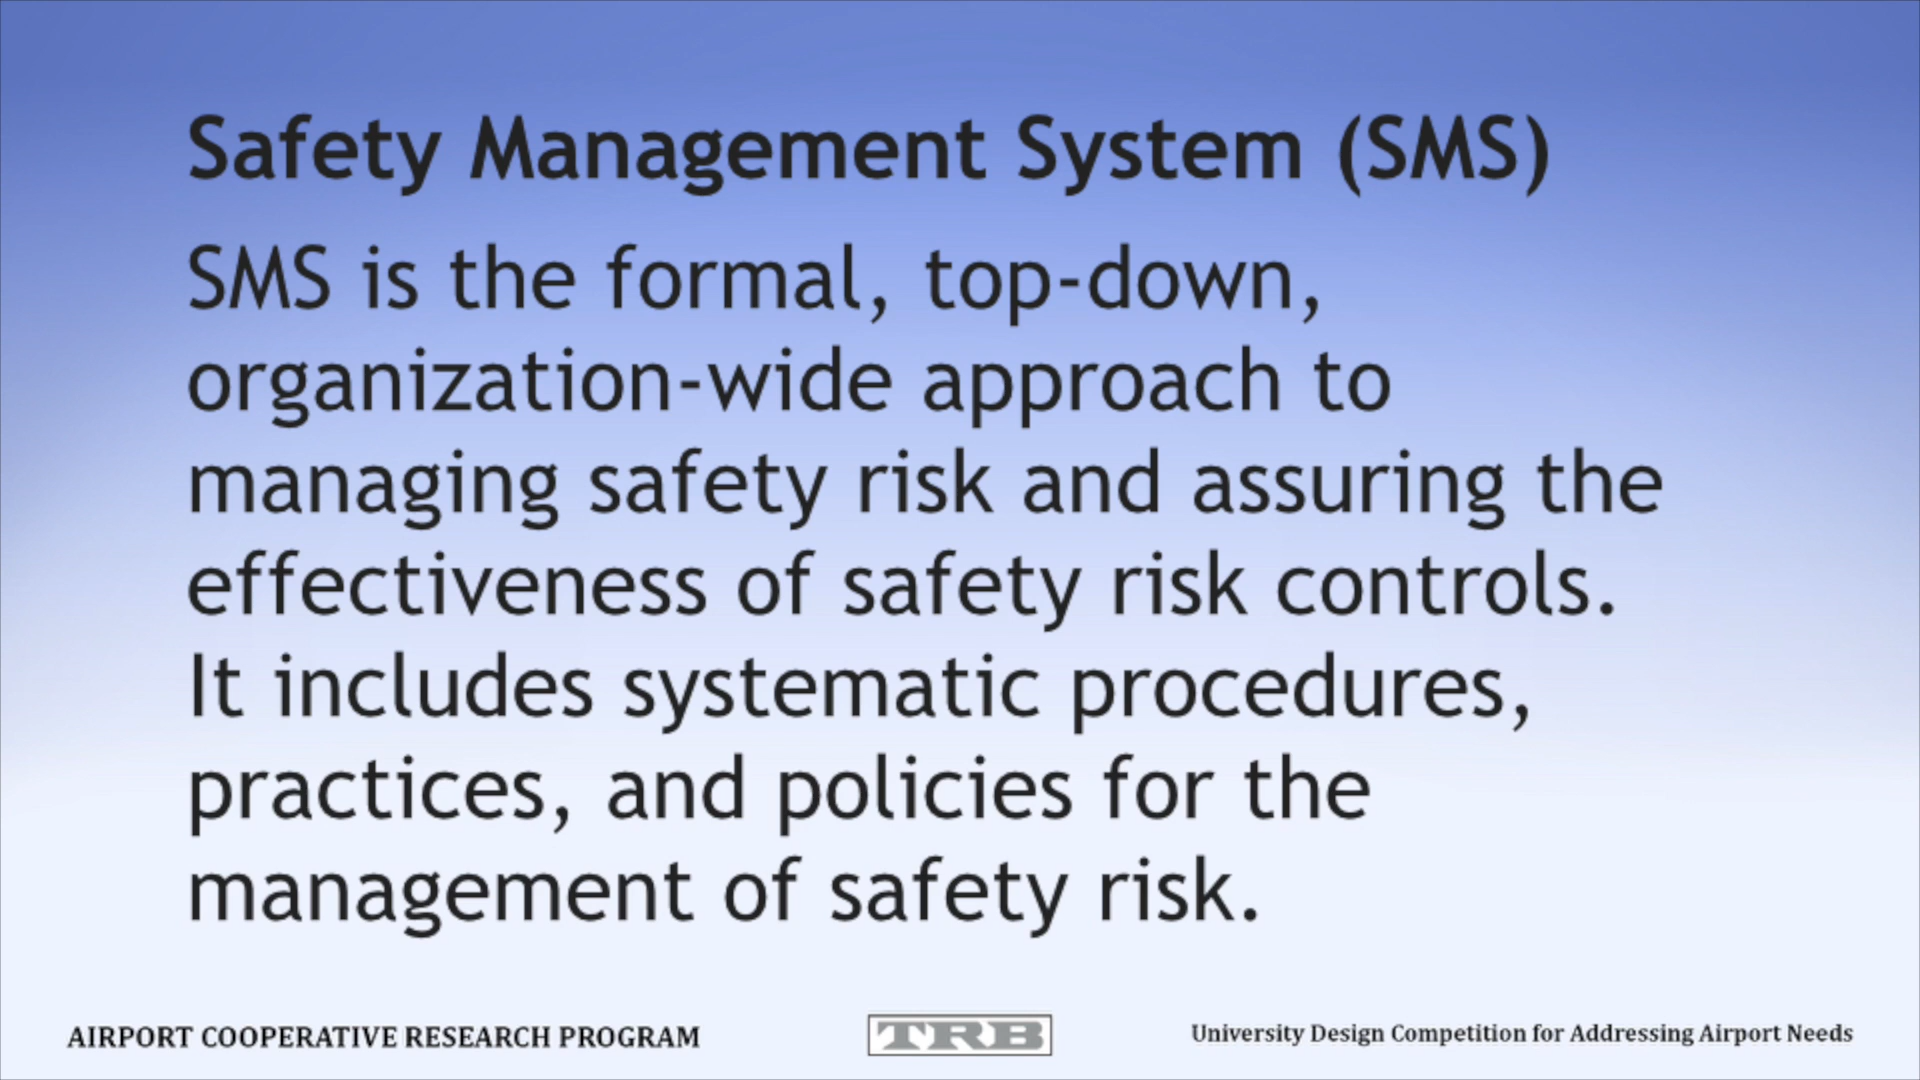 Safety Management System (SMS)
SMS is the formal, top-down,
organization-wide approach to
managing safety risk and assuring the
effectiveness of safety risk controls.
It includes systematic procedures,
practices, and policies for the
management of safety risk.
AIRPORT COOPERATIVE RESEARCH PROGRAM
TRB
University Design Competition for Addressing Airport Needs